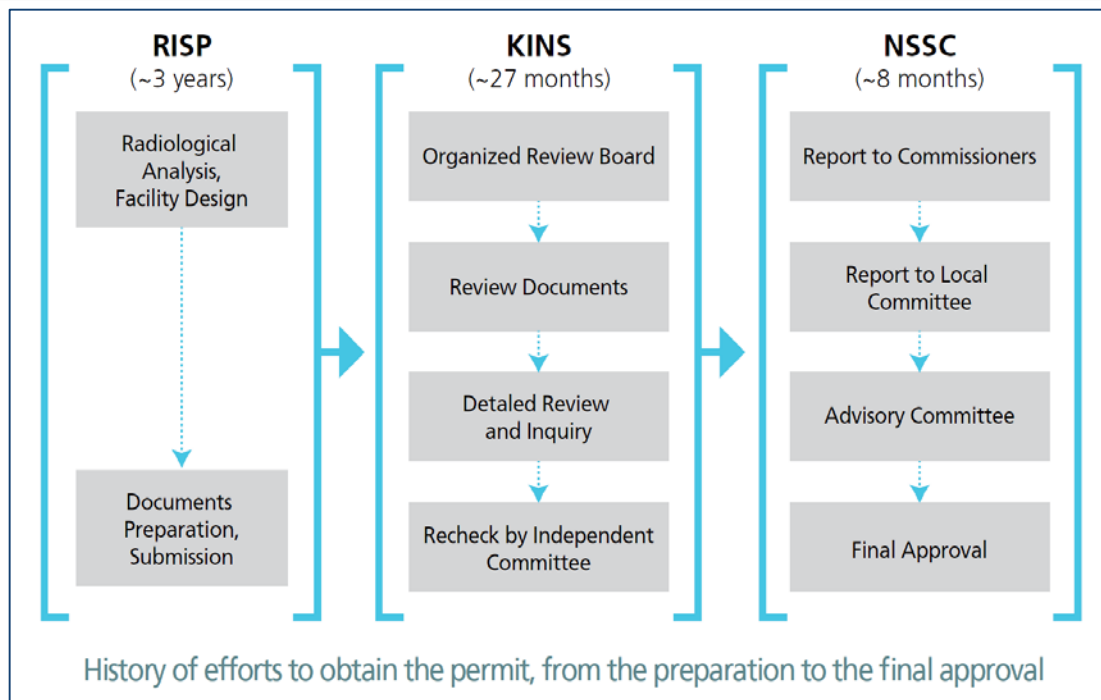 RISP
(~3 years)
Radiological
Analysis,
Facility Design
Documents
Preparation,
Submission
KINS
(~27 months)
Organized Review Board
Review Documents
Detaled Review
and Inquiry
Recheck by Independent
Committee
NSSC
(~8 months)
Report to Commissioners
Report to Local
Committee
Advisory Committee
Final Approval
History of efforts to obtain the permit, from the preparation to the final approval